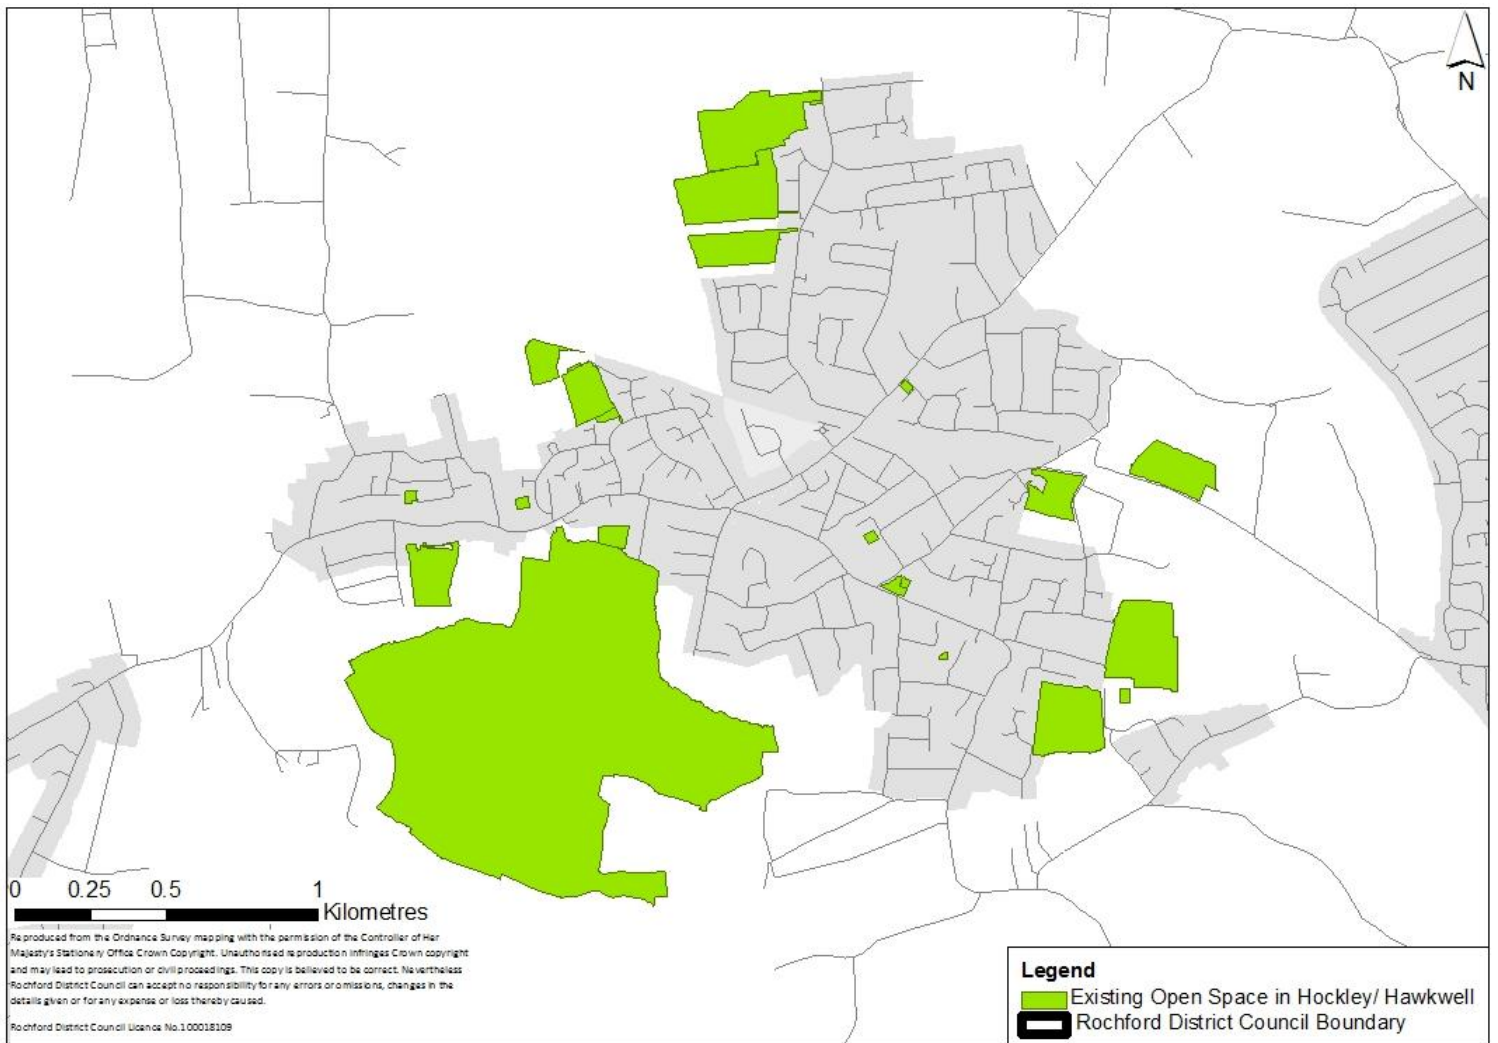 N
0 0.25 0.5 1
Kilometres
Reproduced from the Ordnance Survey mapping with the permission of the Controller of Her
Majesty's Stationery Office Crown Copyright. Unauthorised reproduction infringes Crown copyright
and may lead to prosecution or civil proceedings. This copy is believed to be correct. Nevertheless
Rochford District Council can accept no responsibility for any errors or omissions, changes in the
details given or for any expense or loss thereby caused.
Rochford District Council Licence No.100018109
Legend
Existing Open Space in Hockley/ Hawkwell
Rochford District Council Boundary